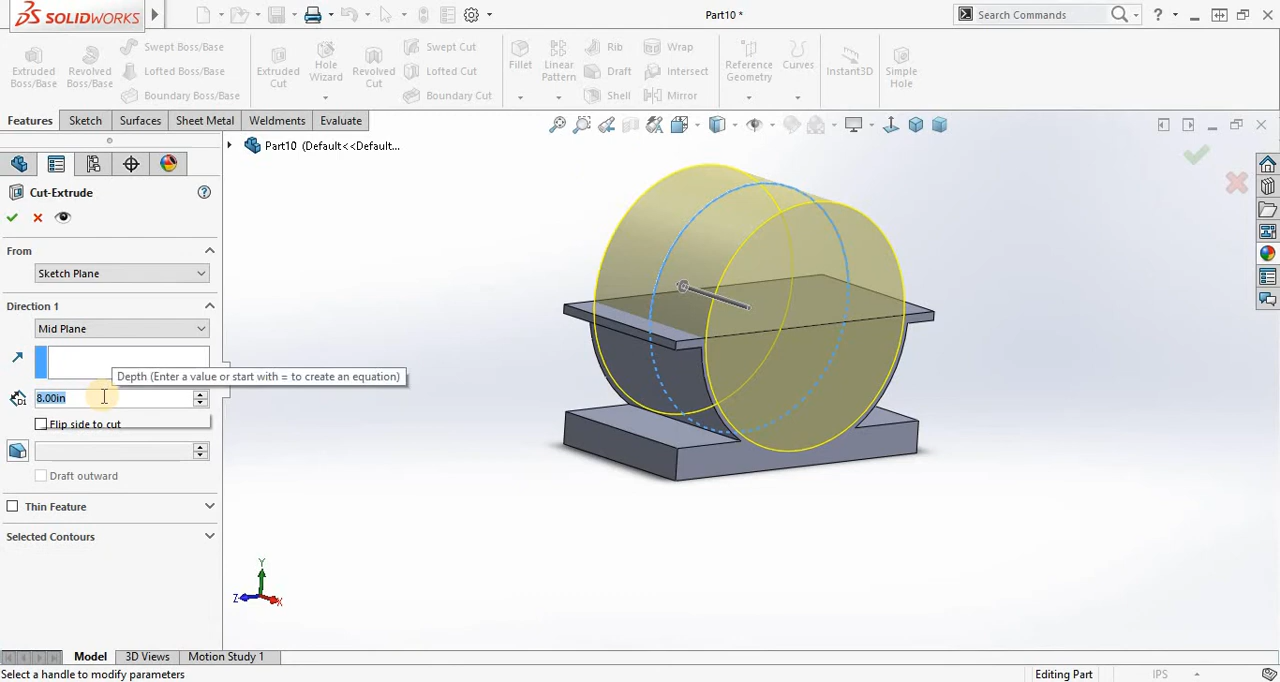 SOLIDWORKS
Part10 *
Search Commands
Extruded Boss/Base
Revolved Boss/Base
Swept Boss/Base
Lofted Boss/Base
Boundary Boss/Base
Extruded Cut
Hole Wizard
Revolved Cut
Swept Cut
Lofted Cut
Boundary Cut
Fillet
Linear Pattern
Rib
Draft
Shell
Wrap
Intersect
Mirror
Reference Geometry
Curves
Instant3D
Simple Hole
Features
Sketch
Surfaces
Sheet Metal
Weldments
Evaluate
Part10 (Default<<Default...
Cut-Extrude
From
Sketch Plane
Direction 1
Mid Plane
Depth (Enter a value or start with = to create an equation)
D1
8.00in
Flip side to cut
Draft outward
Thin Feature
Selected Contours
Y
Z
X
Model
3D Views
Motion Study 1
Select a handle to modify parameters
Editing Part
IPS